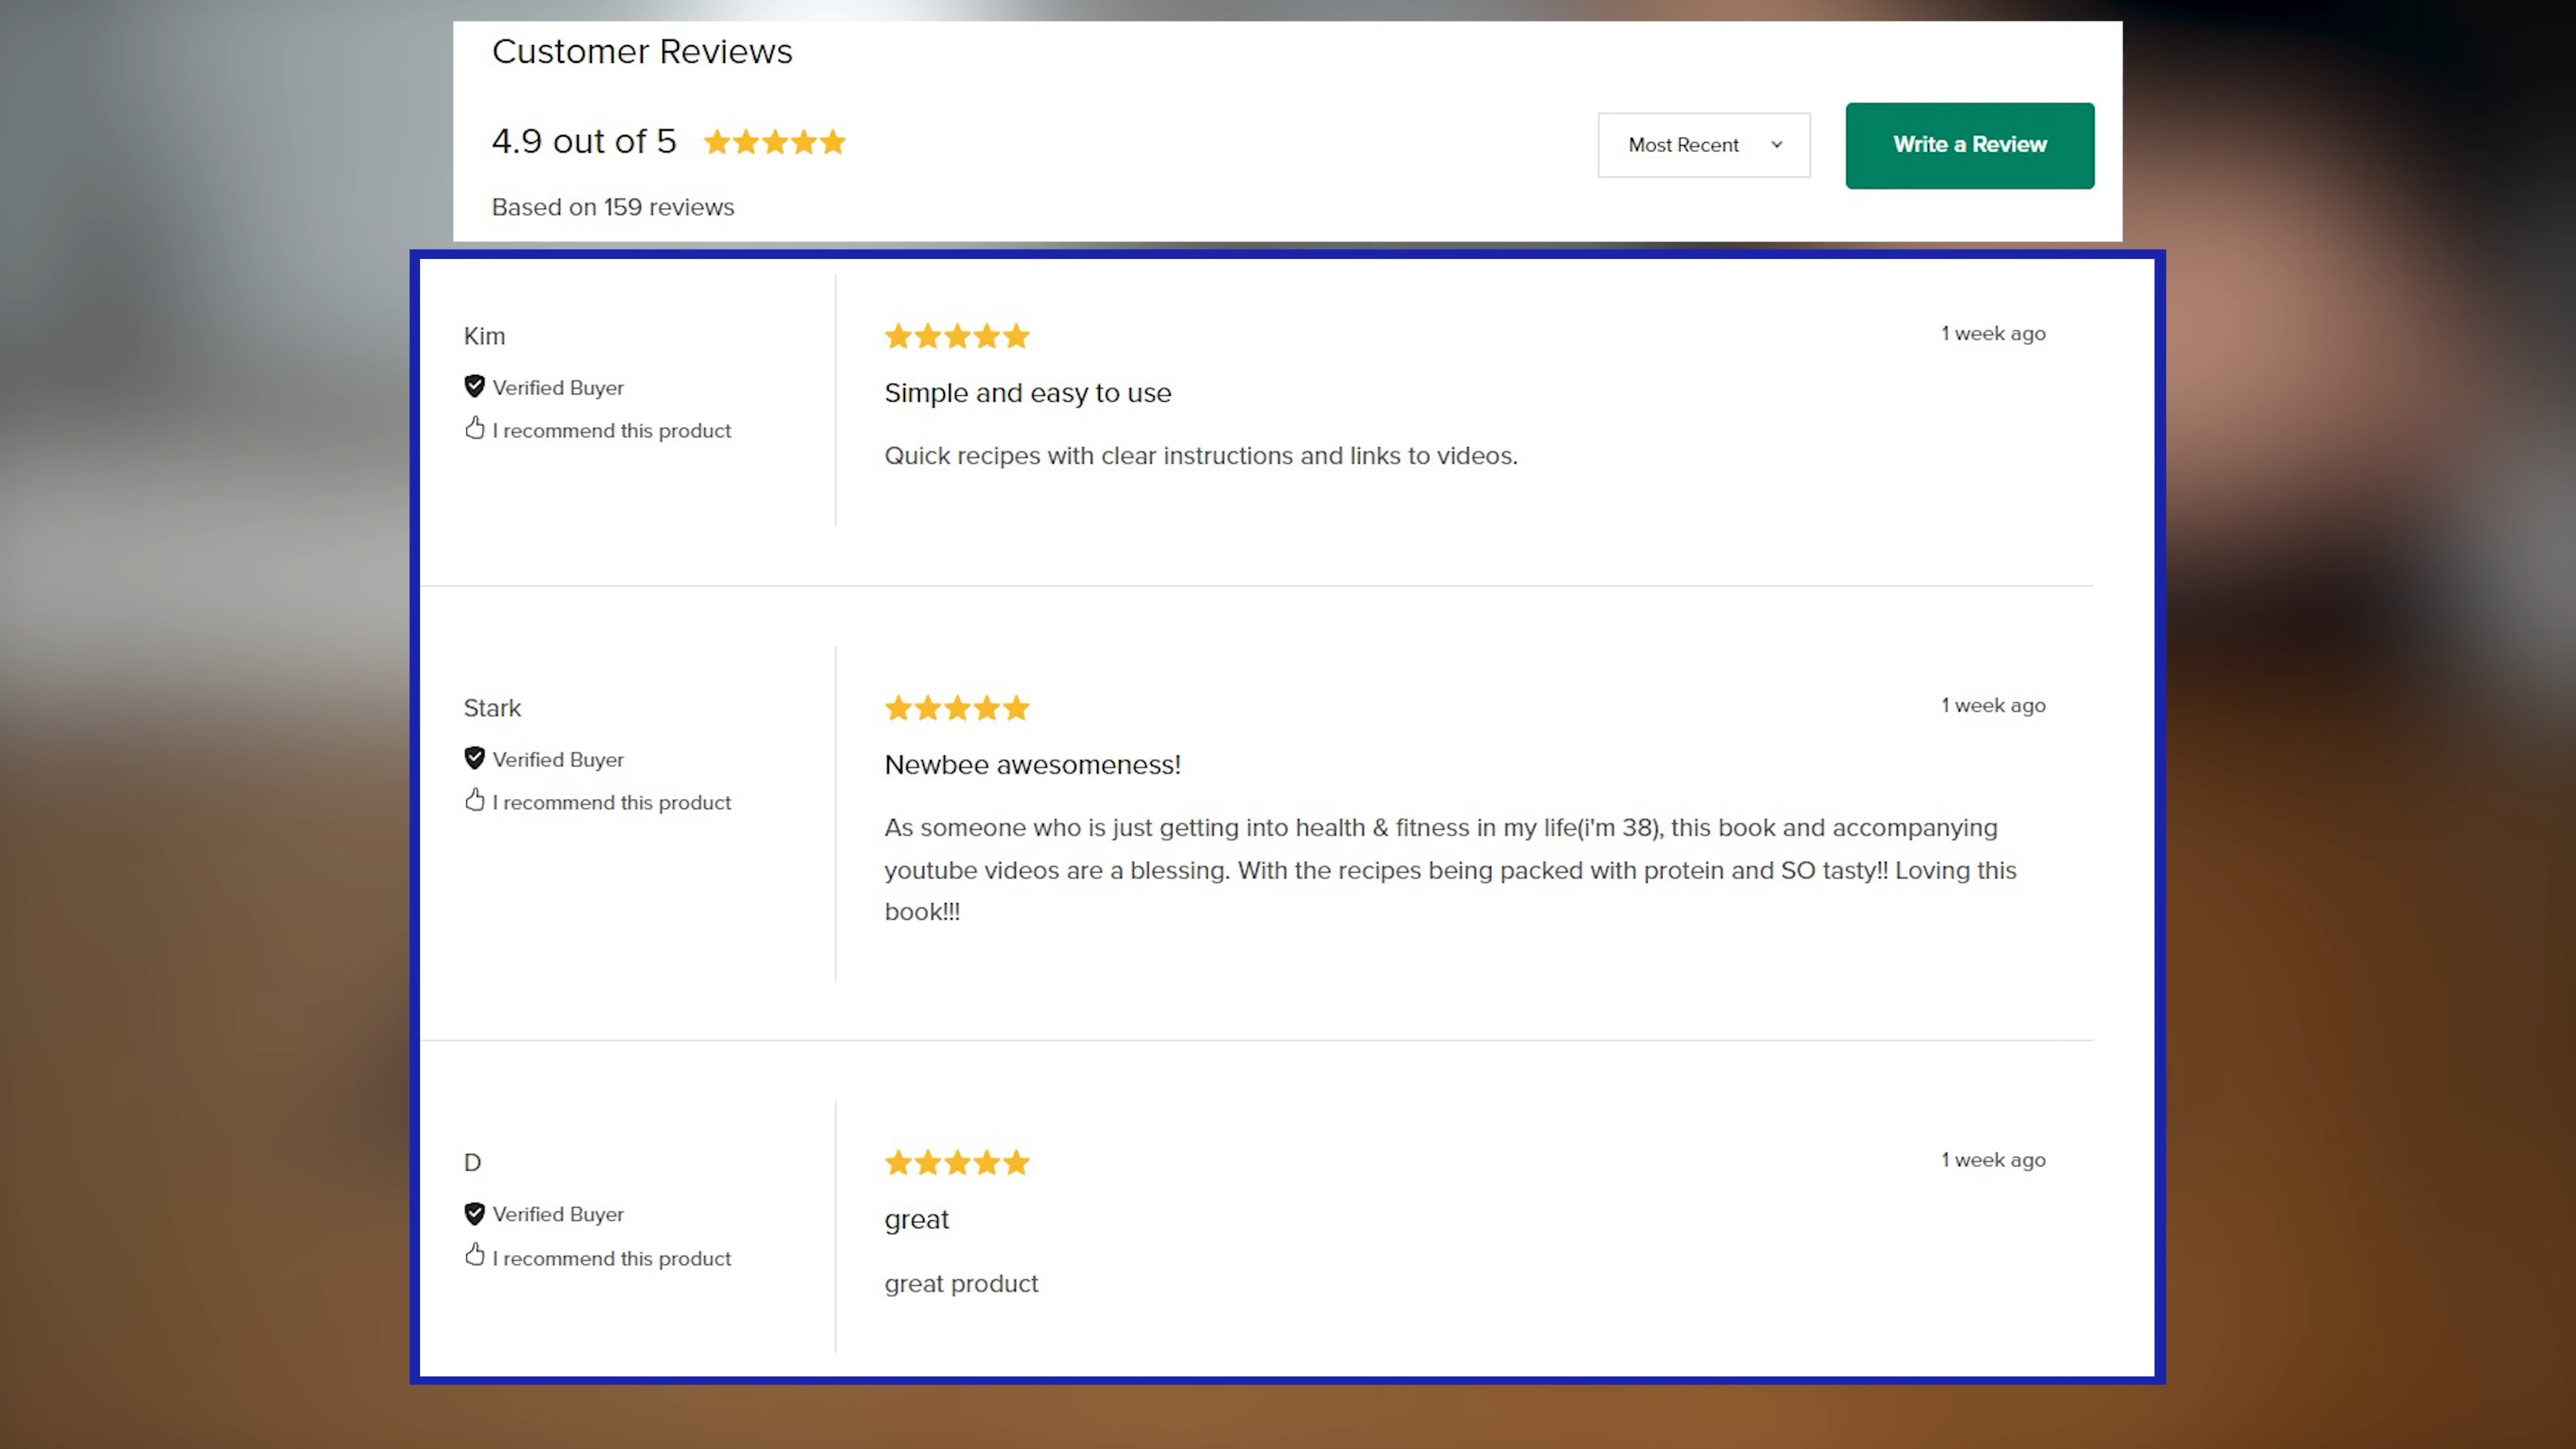 Customer Reviews
4.9 out of 5
Most Recent
Write a Review
Based on 159 reviews
Kim
1 week ago
Verified Buyer
Simple and easy to use
I recommend this product
Quick recipes with clear instructions and links to videos.
Stark
1 week ago
Verified Buyer
Newbee awesomeness!
I recommend this product
As someone who is just getting into health & fitness in my life(i'm 38), this book and accompanying
youtube videos are a blessing. With the recipes being packed with protein and SO tasty!! Loving this
book!!!
D
1 week ago
Verified Buyer
great
I recommend this product
great product